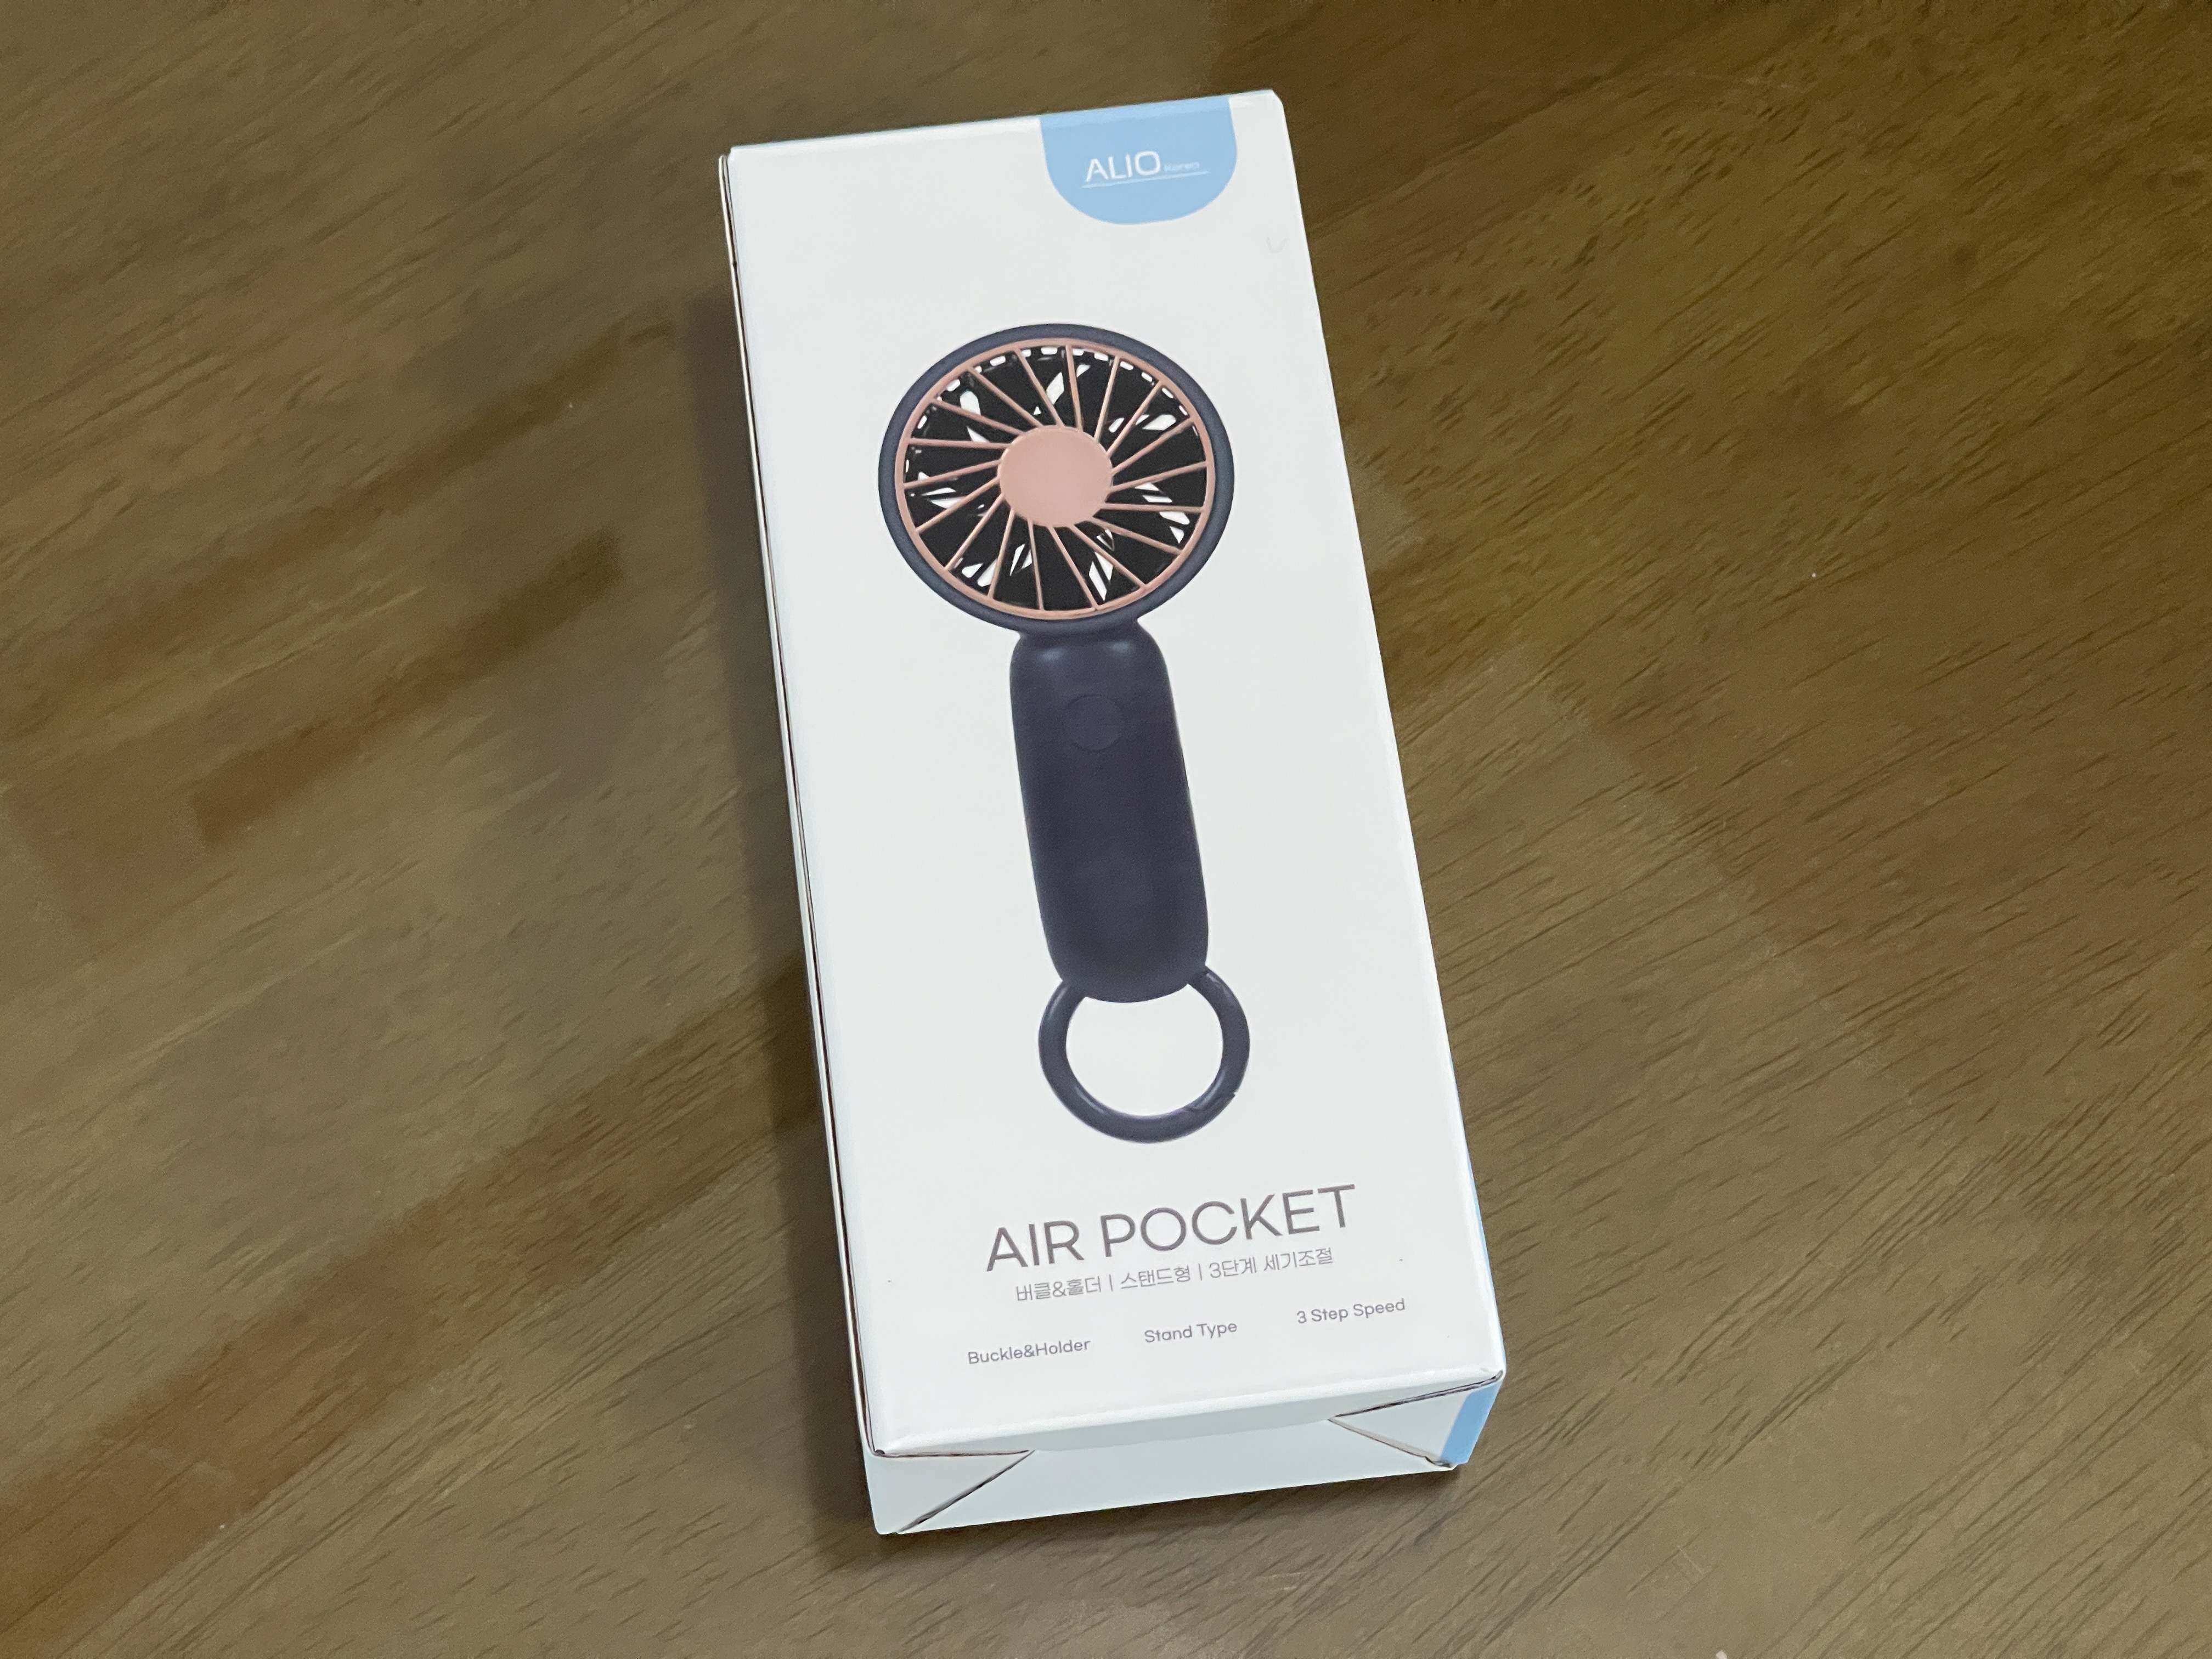 ALIO Korea
AIR POCKET
버클&홀더 | 스탠드형 | 3단계 세기조절
Buckle&Holder Stand Type 3 Step Speed